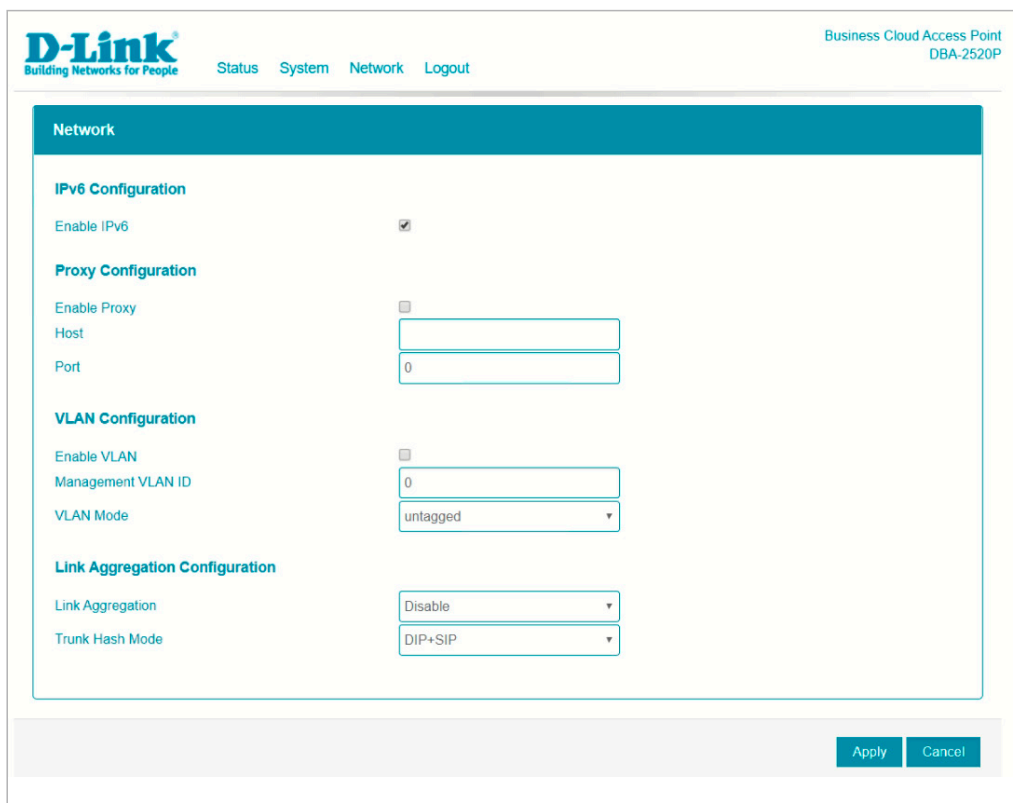 D-Link®
Building Networks for People
Status System Network Logout
Business Cloud Access Point
DBA-2520P
Network
IPv6 Configuration
Enable IPv6
Proxy Configuration
Enable Proxy
Host
Port 0
VLAN Configuration
Enable VLAN
Management VLAN ID 0
VLAN Mode untagged
Link Aggregation Configuration
Link Aggregation Disable
Trunk Hash Mode DIP+SIP
Apply Cancel